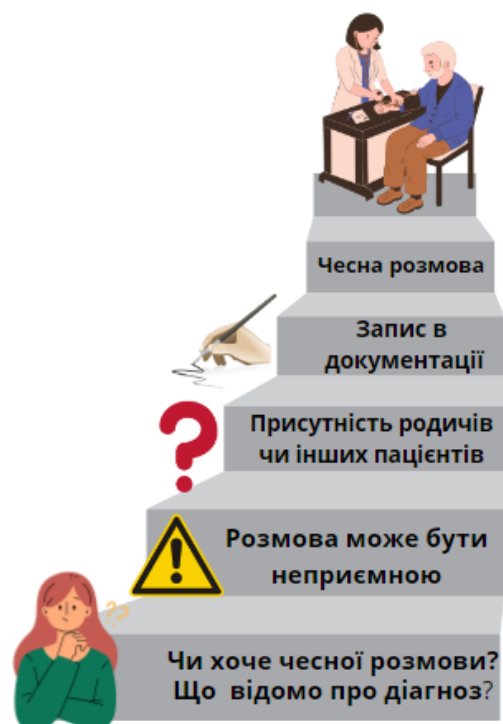 Чесна розмова
Запис в
документації
Присутність родичів
чи інших пацієнтів
Розмова може бути
неприємною
Чи хоче чесної розмови?
Що відомо про діагноз?